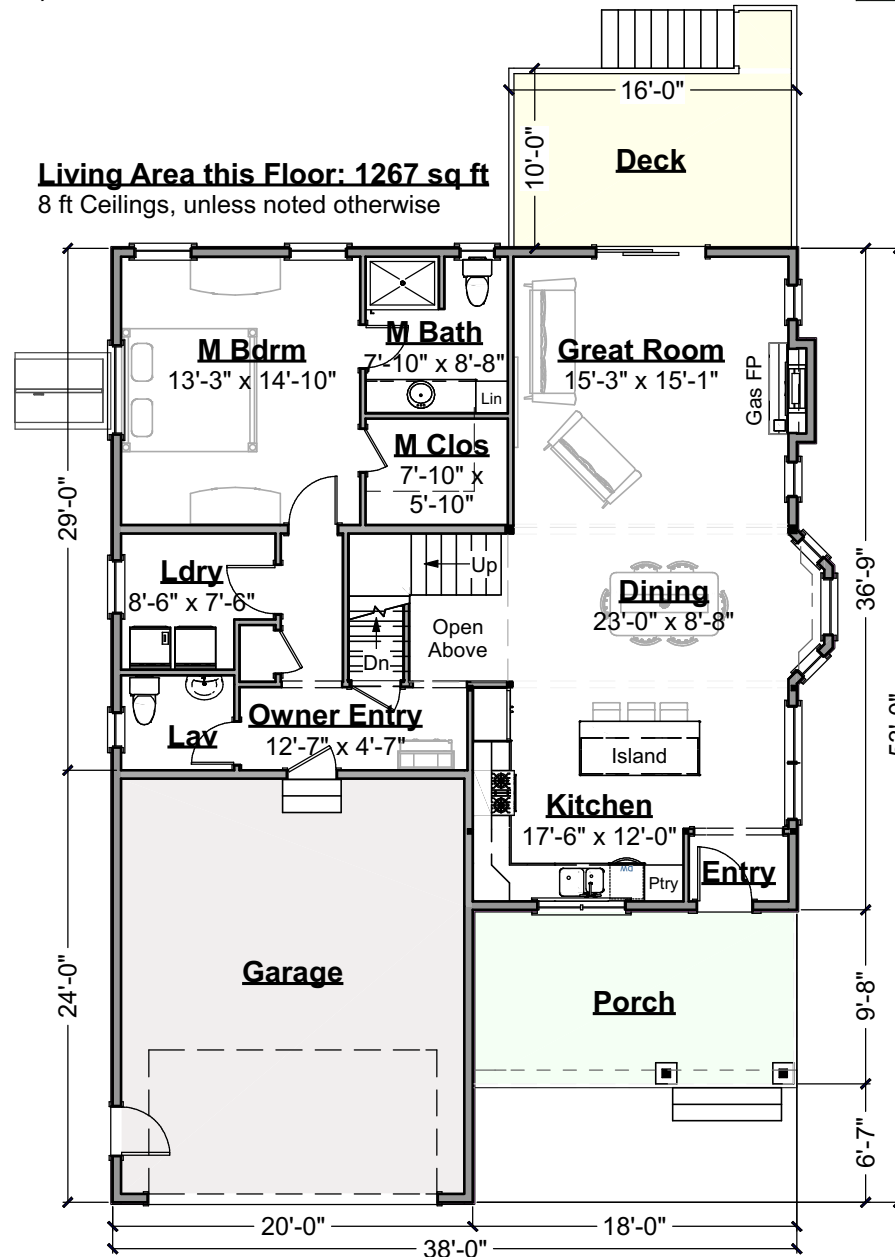 16'-0"
10'-0"
Deck
Living Area this Floor: 1267 sq ft
8 ft Ceilings, unless noted otherwise
M Bdrm
13'-3" x 14'-10"
M Bath
7'-10" x 8'-8"
Lin
Great Room
15'-3" x 15'-1"
Gas FP
M Clos
7'-10" x
5'-10"
29'-0"
36'-9"
Ldry
8'-6" x 7'-6"
Up
Dn
Open
Above
Dining
23'-0" x 8'-8"
Lav
Owner Entry
12'-7" x 4'-7"
Island
Kitchen
17'-6" x 12'-0"
DW
Ptry
Entry
Garage
24'-0"
Porch
9'-8"
6'-7"
20'-0"
18'-0"
38'-0"